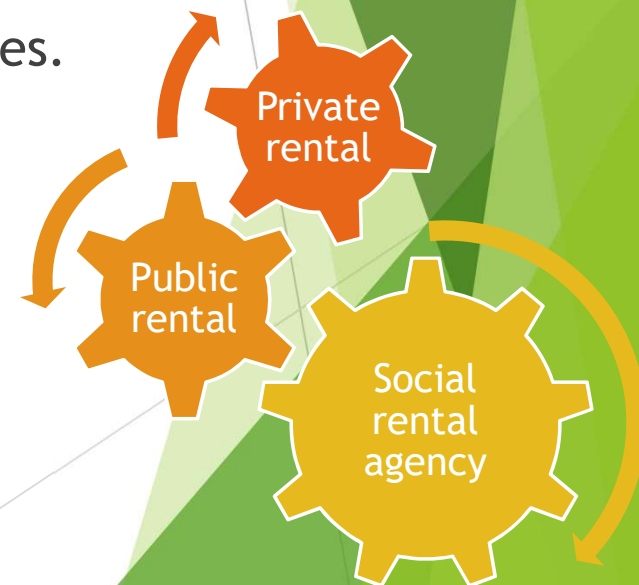 es.
Private
rental
Public
rental
Social
rental
agency